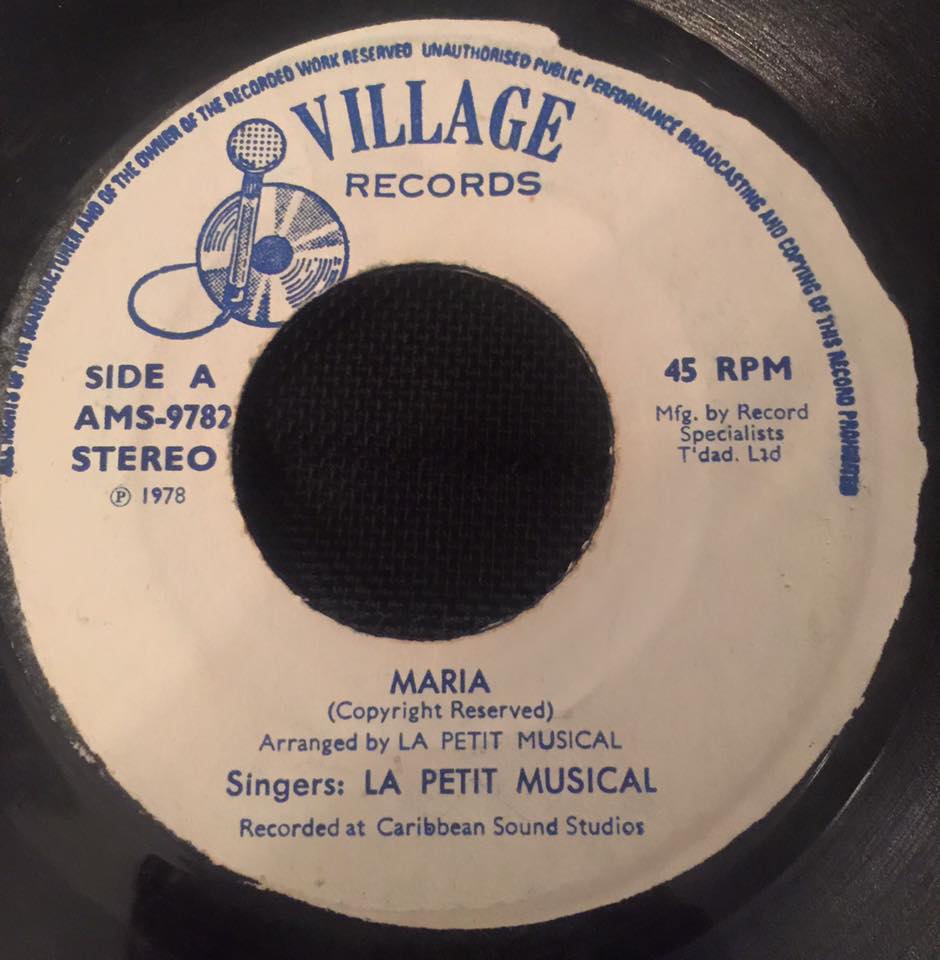 ALL RIGHTS OF THE MANUFACTURER AND OF THE OWNER OF THE RECORDED WORK RESERVED UNAUTHORISED PUBLIC PERFORMANCE BROADCASTING AND COPYING OF THIS RECORD PROHIBITED
VILLAGE
RECORDS
SIDE A
AMS-9782
STEREO
℗ 1978
45 RPM
Mfg. by Record
Specialists
T'dad. Ltd
MARIA
(Copyright Reserved)
Arranged by LA PETIT MUSICAL
Singers: LA PETIT MUSICAL
Recorded at Caribbean Sound Studios